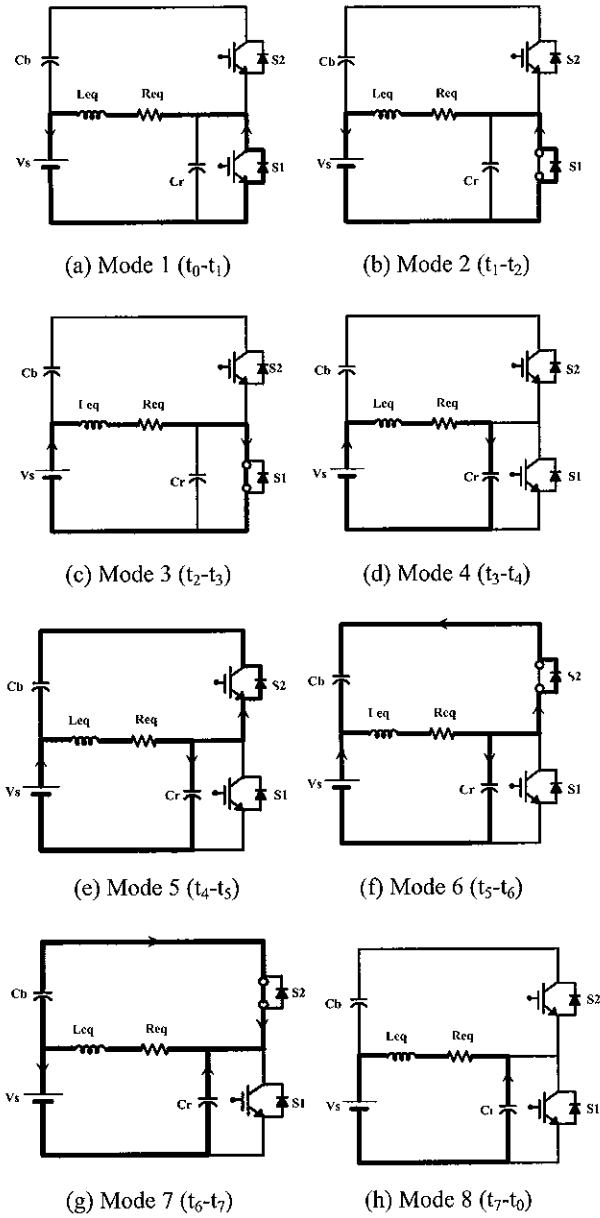 Cb
S2
Leq
Req
Vs
Cr
S1
(a) Mode 1 (t₀-t₁)
Cb
S2
Leq
Req
Vs
Cr
S1
(b) Mode 2 (t₁-t₂)
Cb
S2
Leq
Req
Vs
Cr
S1
(c) Mode 3 (t₂-t₃)
Cb
S2
Leq
Req
Vs
Cr
S1
(d) Mode 4 (t₃-t₄)
Cb
S2
Leq
Req
Vs
Cr
S1
(e) Mode 5 (t₄-t₅)
Cb
S2
Leq
Req
Vs
Cr
S1
(f) Mode 6 (t₅-t₆)
Cb
S2
Leq
Req
Vs
Cr
S1
(g) Mode 7 (t₆-t₇)
Cb
S2
Leq
Req
Vs
Cr
S1
(h) Mode 8 (t₇-t₀)